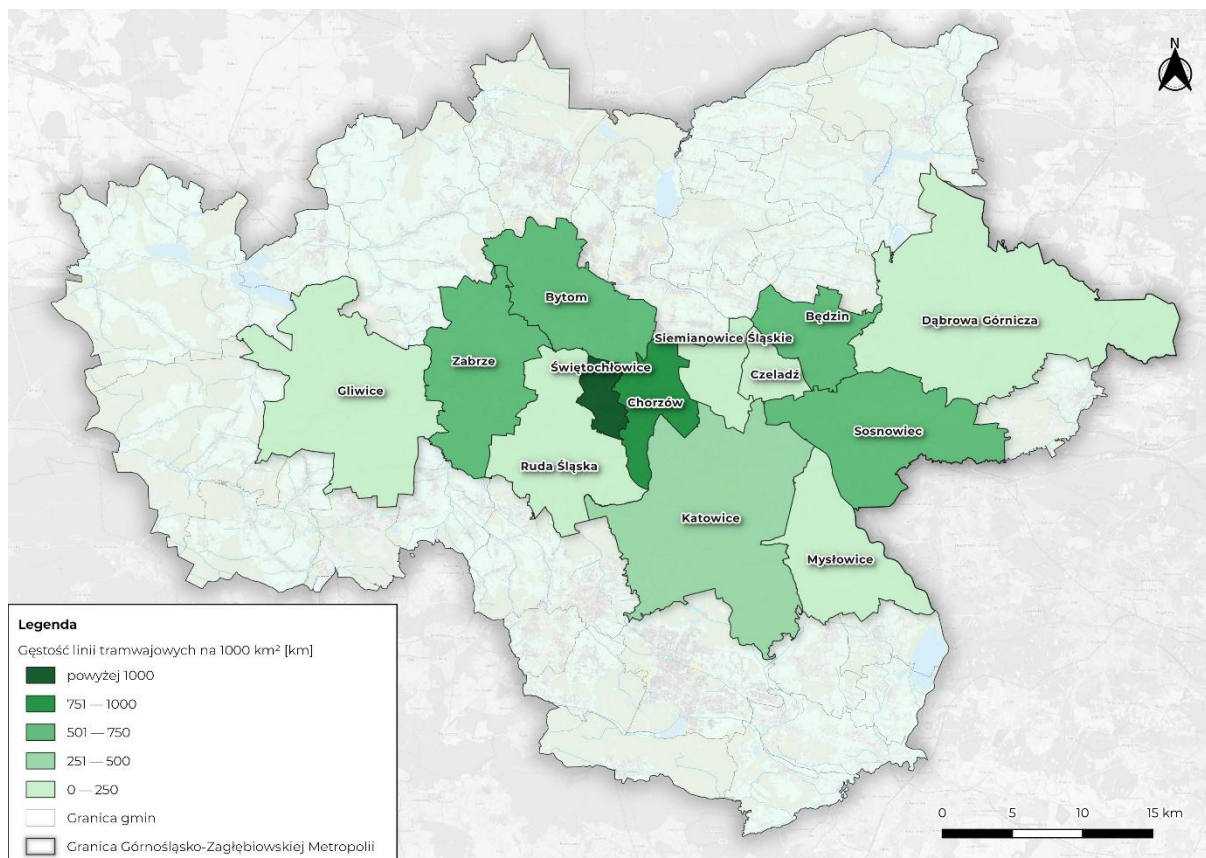 N
Bytom
Będzin
Dąbrowa Górnicza
Siemianowice Śląskie
Zabrze
Świętochłowice
Czeladź
Gliwice
Chorzów
Sosnowiec
Ruda Śląska
Katowice
Mysłowice
Legenda
Gęstość linii tramwajowych na 1000 km² [km]
powyżej 1000
751 — 1000
501 — 750
251 — 500
0 — 250
Granica gmin
Granica Górnośląsko-Zagłębiowskiej Metropolii
0 5 10 15 km